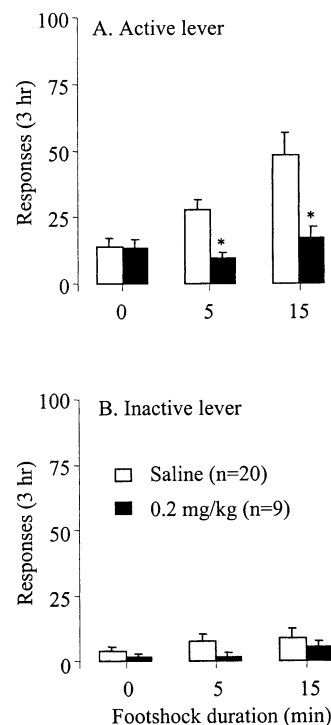 A. Active lever
Responses (3 hr)
100
75
50
25
0
*
*
0 5 15
B. Inactive lever
Responses (3 hr)
100
75
50
25
0
Saline (n=20)
0.2 mg/kg (n=9)
0 5 15
Footshock duration (min)